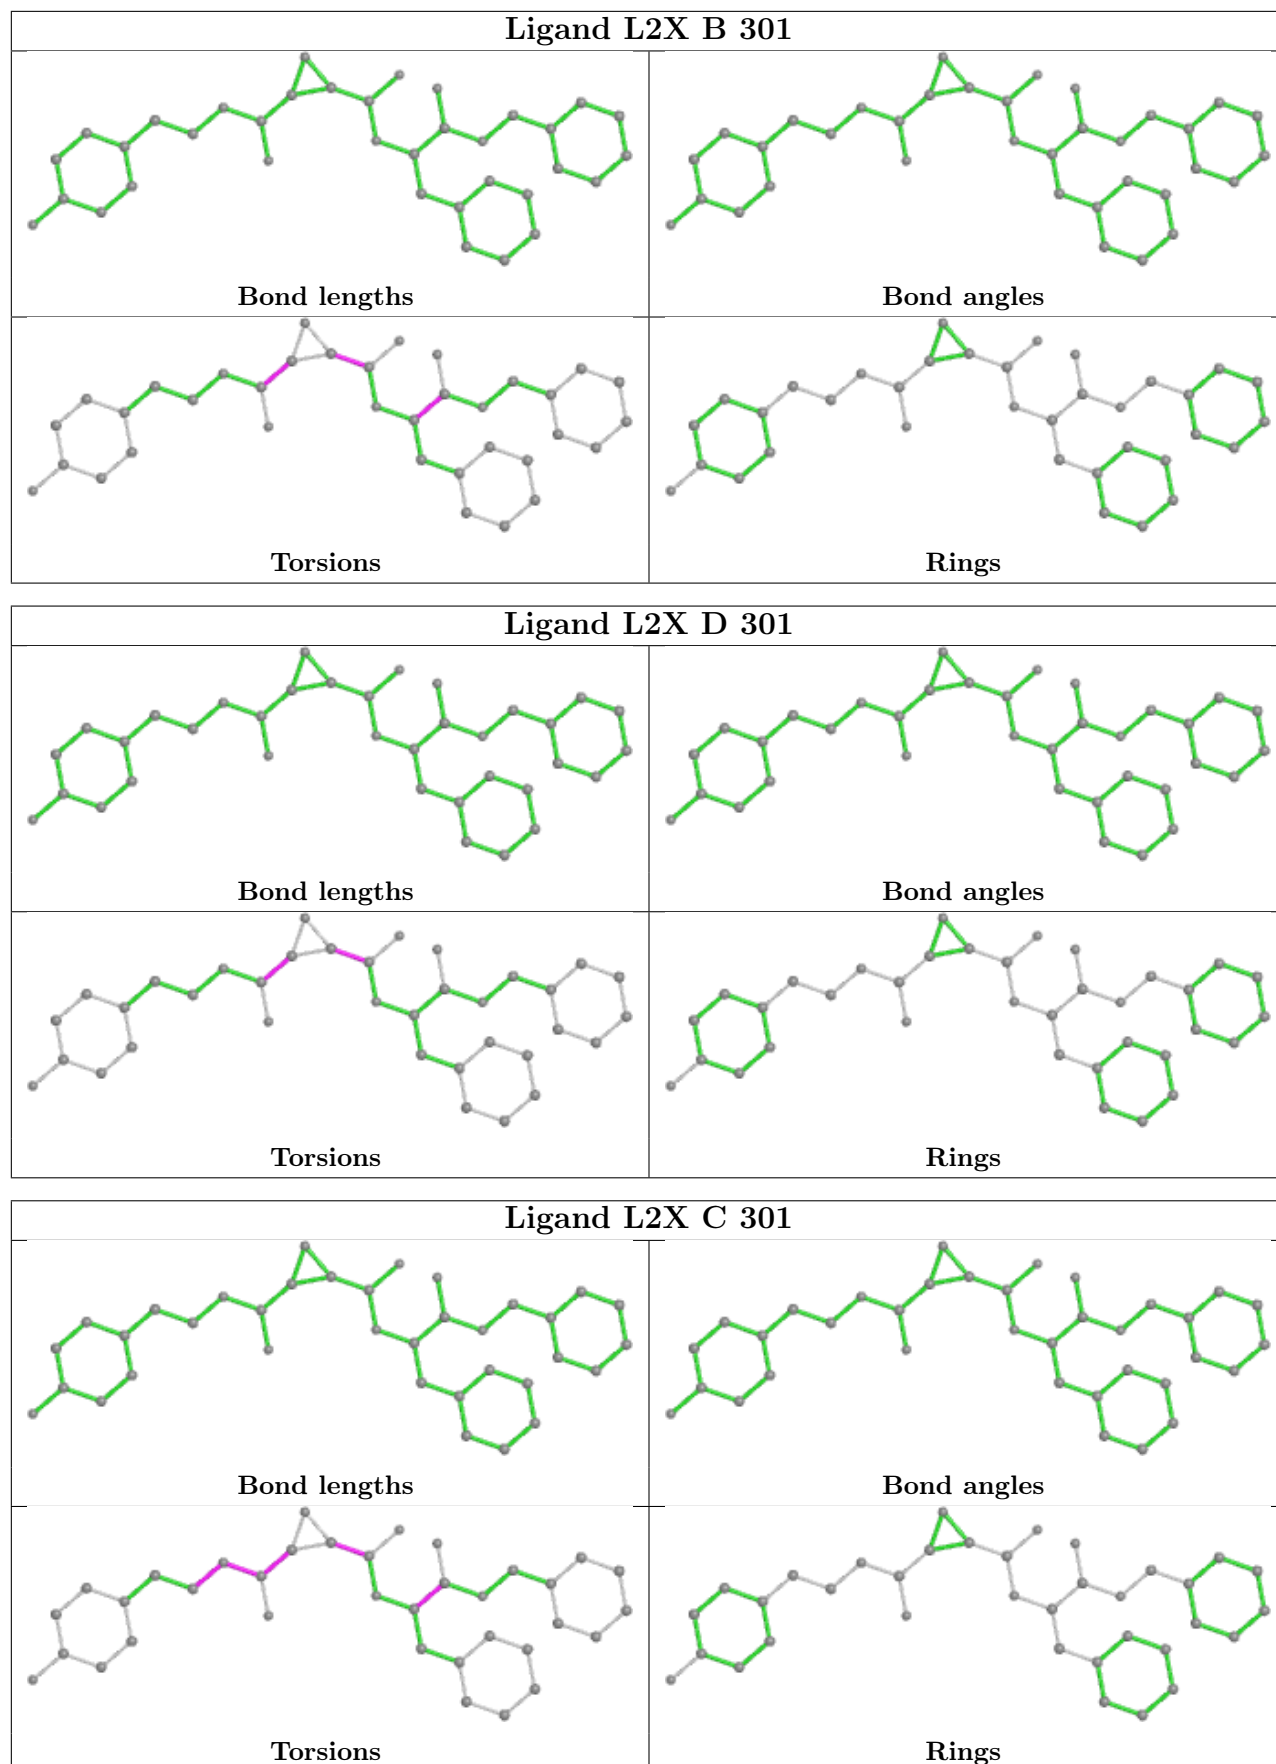 Ligand L2X B 301
Bond lengths
Bond angles
Torsions
Rings
Ligand L2X D 301
Bond lengths
Bond angles
Torsions
Rings
Ligand L2X C 301
Bond lengths
Bond angles
Torsions
Rings